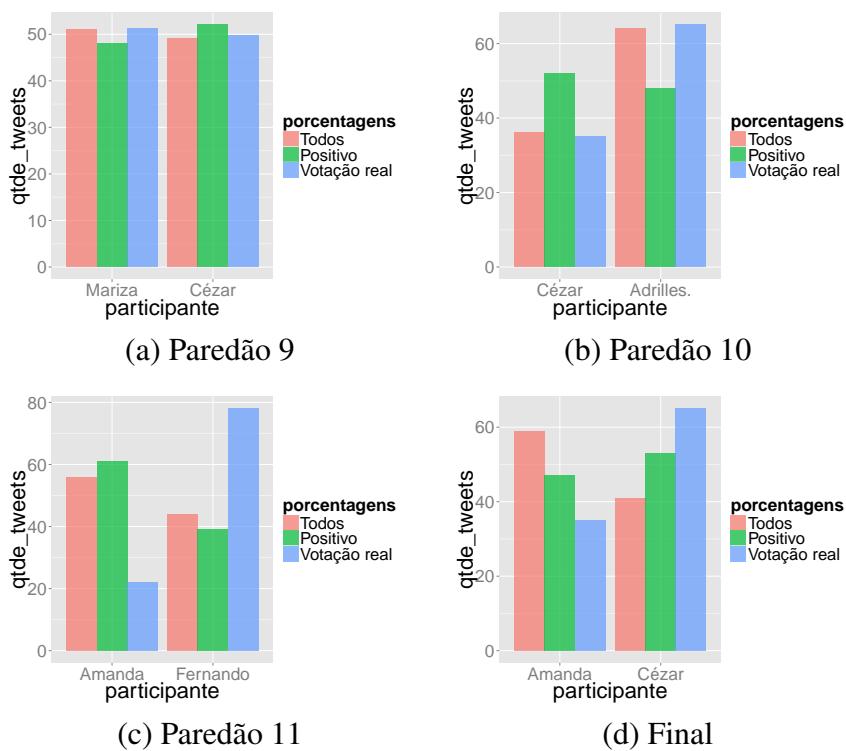 qtde_tweets
50
40
30
20
10
0
Mariza Cézar
participante
porcentagens
Todos
Positivo
Votação real
(a) Paredão 9
qtde_tweets
60
40
20
0
Cézar Adrilles.
participante
porcentagens
Todos
Positivo
Votação real
(b) Paredão 10
qtde_tweets
80
60
40
20
0
Amanda Fernando
participante
porcentagens
Todos
Positivo
Votação real
(c) Paredão 11
qtde_tweets
60
40
20
0
Amanda Cézar
participante
porcentagens
Todos
Positivo
Votação real
(d) Final